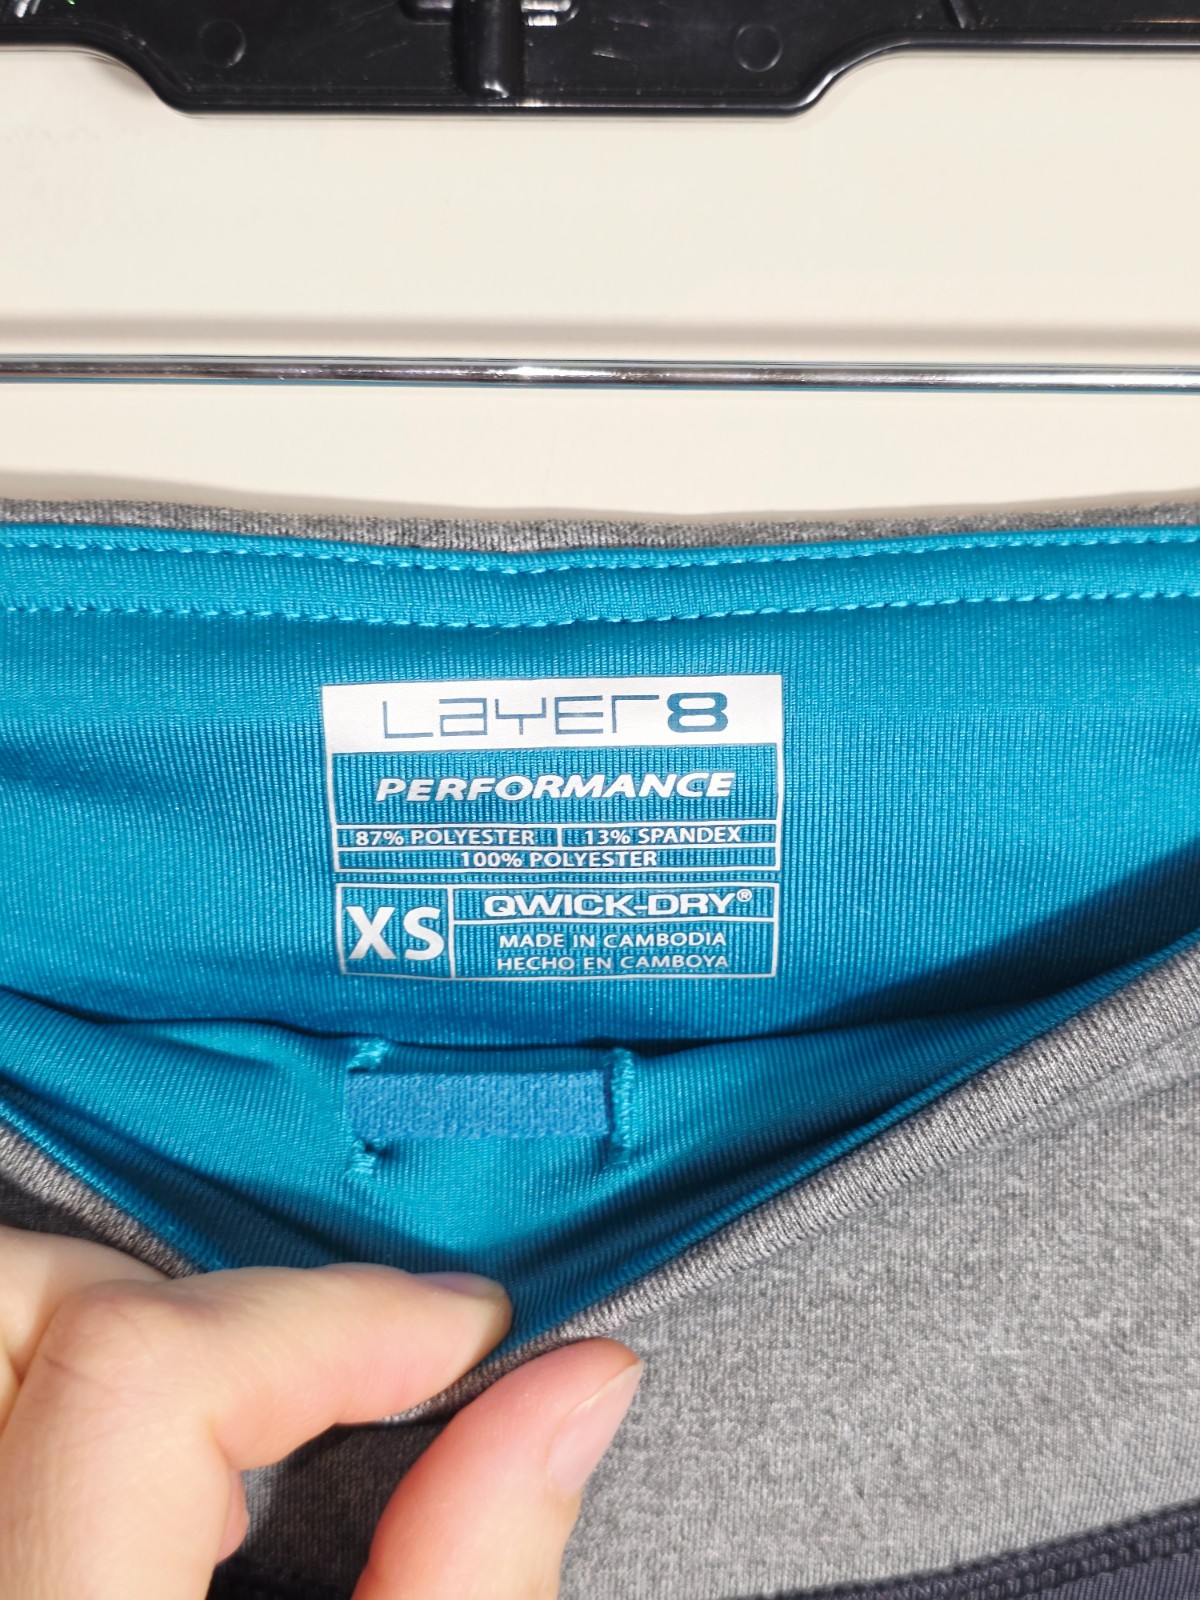 LAYER8
PERFORMANCE
87% POLYESTER 13% SPANDEX
100% POLYESTER
XS
QWICK-DRY®
MADE IN CAMBODIA
HECHO EN CAMBOYA